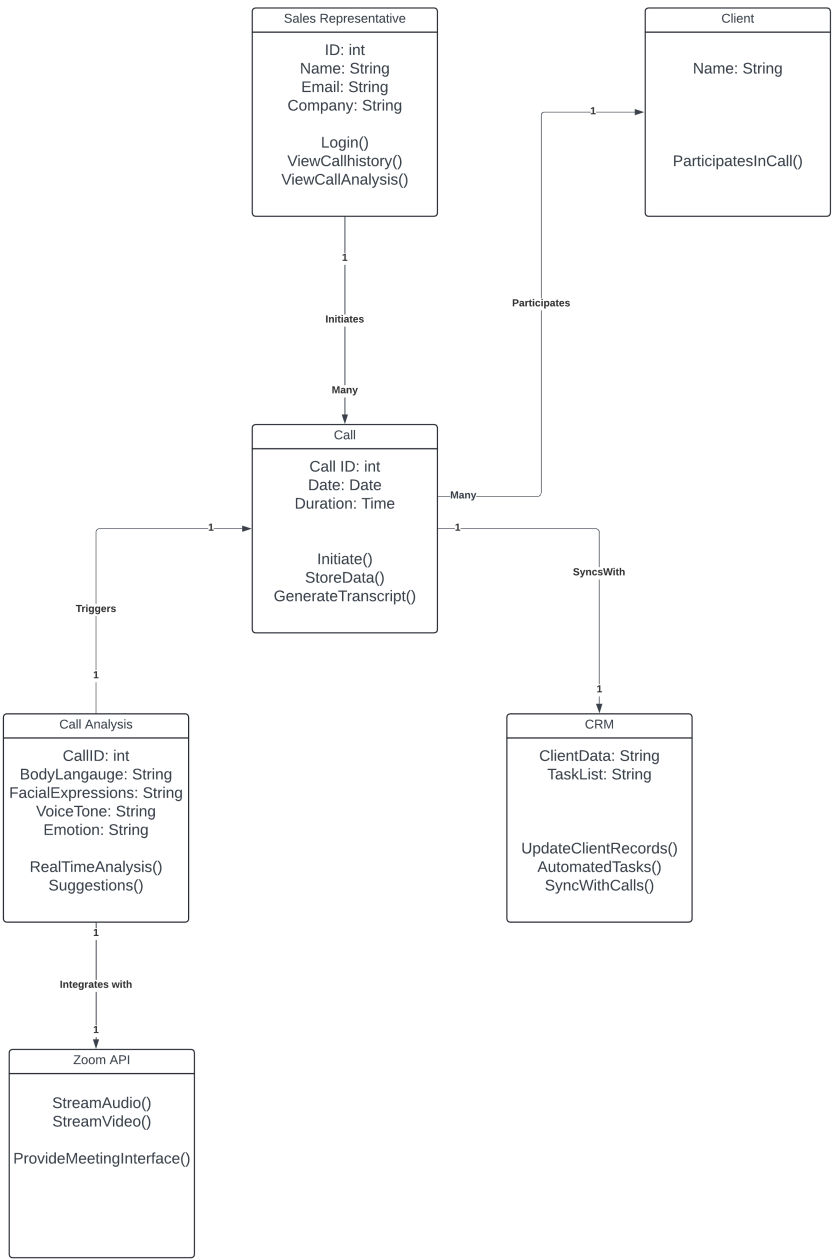 Sales Representative
ID: int
Name: String
Email: String
Company: String
Login()
ViewCallhistory()
ViewCallAnalysis()
Client
Name: String
ParticipatesInCall()
1
1
Initiates
Many
Participates
Call
Call ID: int
Date: Date
Duration: Time
Initiate()
StoreData()
GenerateTranscript()
Many
1
1
SyncsWith
Triggers
1
1
Call Analysis
CallID: int
BodyLangauge: String
FacialExpressions: String
VoiceTone: String
Emotion: String
RealTimeAnalysis()
Suggestions()
CRM
ClientData: String
TaskList: String
UpdateClientRecords()
AutomatedTasks()
SyncWithCalls()
1
Integrates with
1
Zoom API
StreamAudio()
StreamVideo()
ProvideMeetingInterface()